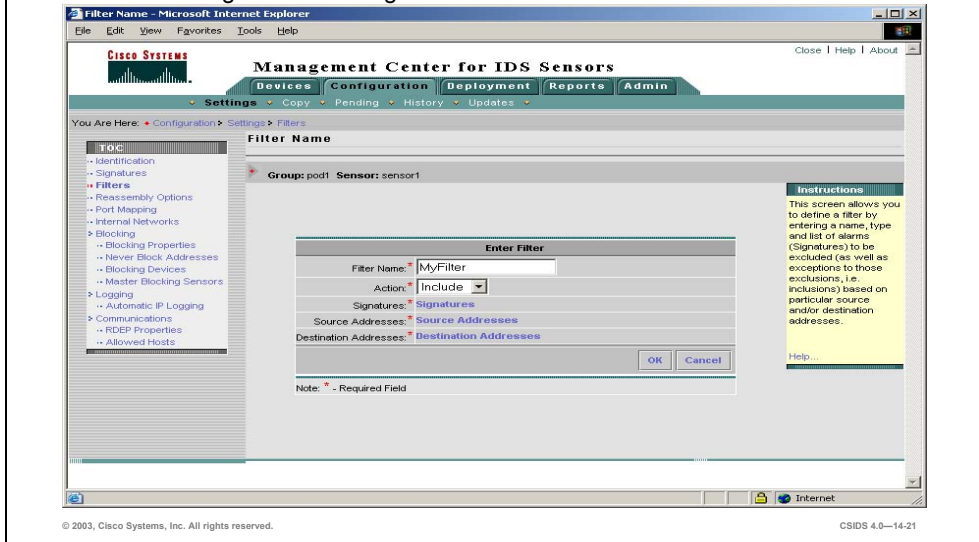 Filter Name - Microsoft Internet Explorer
File Edit View Favorites Tools Help
Close | Help | About
CISCO SYSTEMS
Management Center for IDS Sensors
Devices Configuration Deployment Reports Admin
Settings Copy Pending History Updates
You Are Here: Configuration > Settings > Filters
Filter Name
TOC
Identification
Signatures
Filters
Reassembly Options
Port Mapping
Internal Networks
Blocking
Blocking Properties
Never Block Addresses
Blocking Devices
Master Blocking Sensors
Logging
Automatic IP Logging
Communications
RDEP Properties
Allowed Hosts
Group: pod1 Sensor: sensor1
Enter Filter
Filter Name:* MyFilter
Action:* Include
Signatures:* Signatures
Source Addresses:* Source Addresses
Destination Addresses:* Destination Addresses
OK Cancel
Note: * - Required Field
Instructions
This screen allows you
to define a filter by
entering a name, type
and list of alarms
(Signatures) to be
excluded (as well as
exceptions to those
exclusions, i.e.
inclusions) based on
particular source
and/or destination
addresses.
Help...
Internet
© 2003, Cisco Systems, Inc. All rights reserved.
CSIDS 4.0—14-21